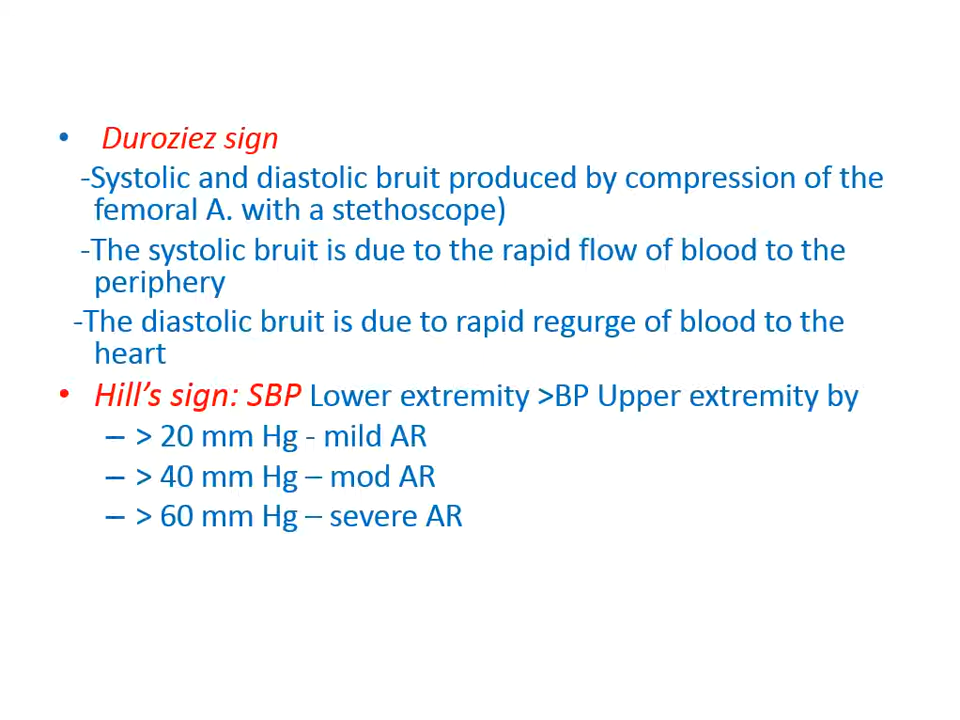 • Duroziez sign
-Systolic and diastolic bruit produced by compression of the
femoral A. with a stethoscope)
-The systolic bruit is due to the rapid flow of blood to the
periphery
-The diastolic bruit is due to rapid regurge of blood to the
heart
• Hill’s sign: SBP Lower extremity >BP Upper extremity by
– > 20 mm Hg - mild AR
– > 40 mm Hg – mod AR
– > 60 mm Hg – severe AR